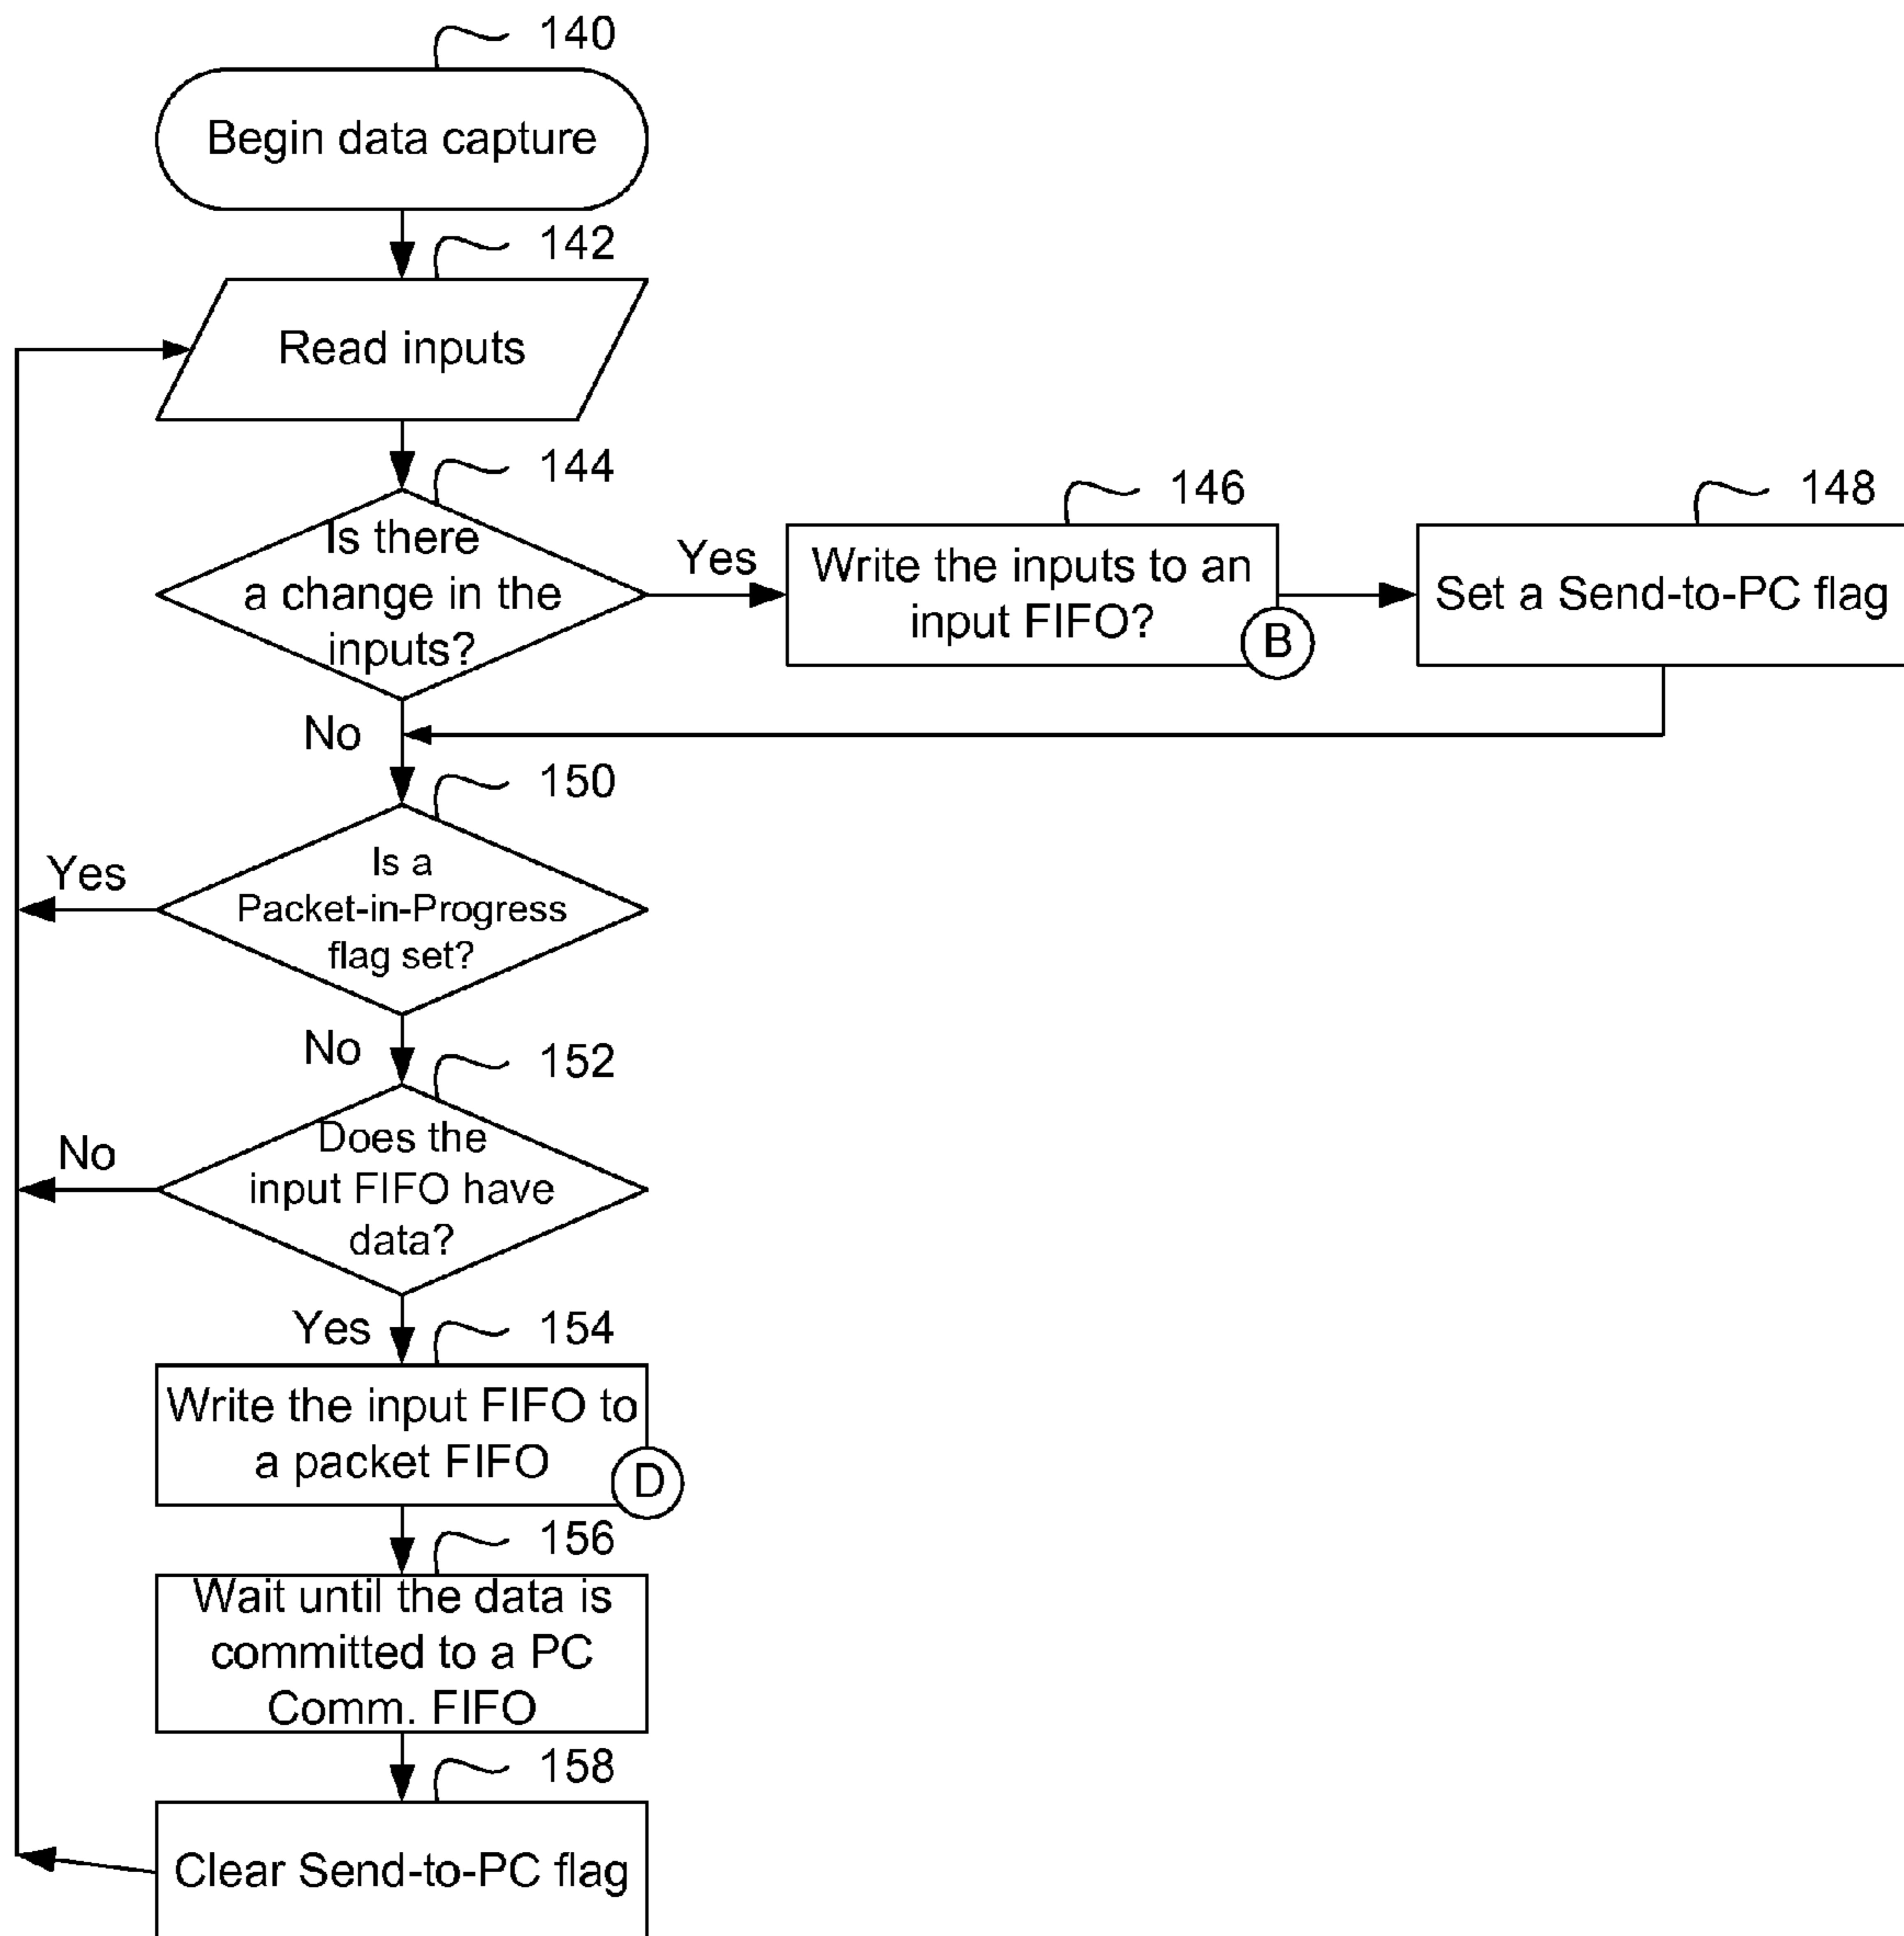 140
Begin data capture
142
Read inputs
144
Is there
a change in the
inputs?
Yes
146
Write the inputs to an
input FIFO?
B
148
Set a Send-to-PC flag
No
150
Is a
Packet-in-Progress
flag set?
Yes
No
152
Does the
input FIFO have
data?
No
Yes
154
Write the input FIFO to
a packet FIFO
D
156
Wait until the data is
committed to a PC
Comm. FIFO
158
Clear Send-to-PC flag